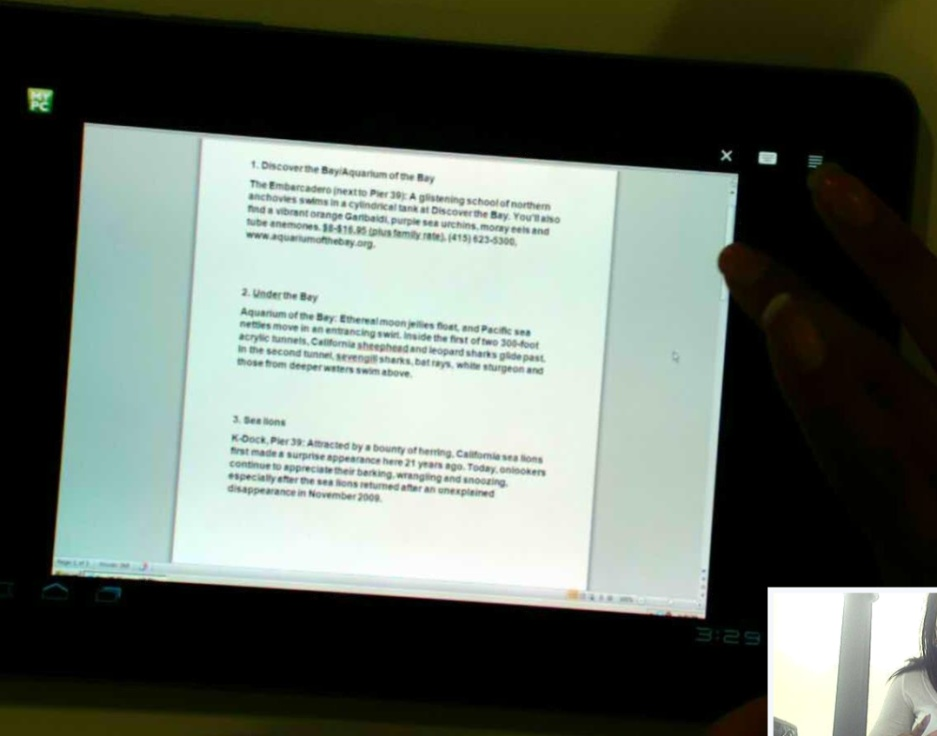 MY
PC
1. Discover the Bay/Aquarium of the Bay
The Embarcadero (next to Pier 39): A glistening school of northern
anchovies swims in a cylindrical tank at Discover the Bay. You'll also
find a vibrant orange Garibaldi, purple sea urchins, moray eels and
tube anemones. $8-$16.95 (plus family rate), (415) 623-5300,
www.aquariumofthebay.org.
2. Under the Bay
Aquarium of the Bay: Ethereal moon jellies float, and Pacific sea
nettles move in an entrancing swirl. Inside the first of two 300-foot
acrylic tunnels, California sheephead and leopard sharks glide past.
In the second tunnel, sevengill sharks, bat rays, white sturgeon and
those from deeper waters swim above.
3. Sea lions
K-Dock, Pier 39: Attracted by a bounty of herring, California sea lions
first made a surprise appearance here 21 years ago. Today, onlookers
continue to appreciate their barking, wrangling and snoozing,
especially after the sea lions returned after an unexplained
disappearance in November 2009.
3:29